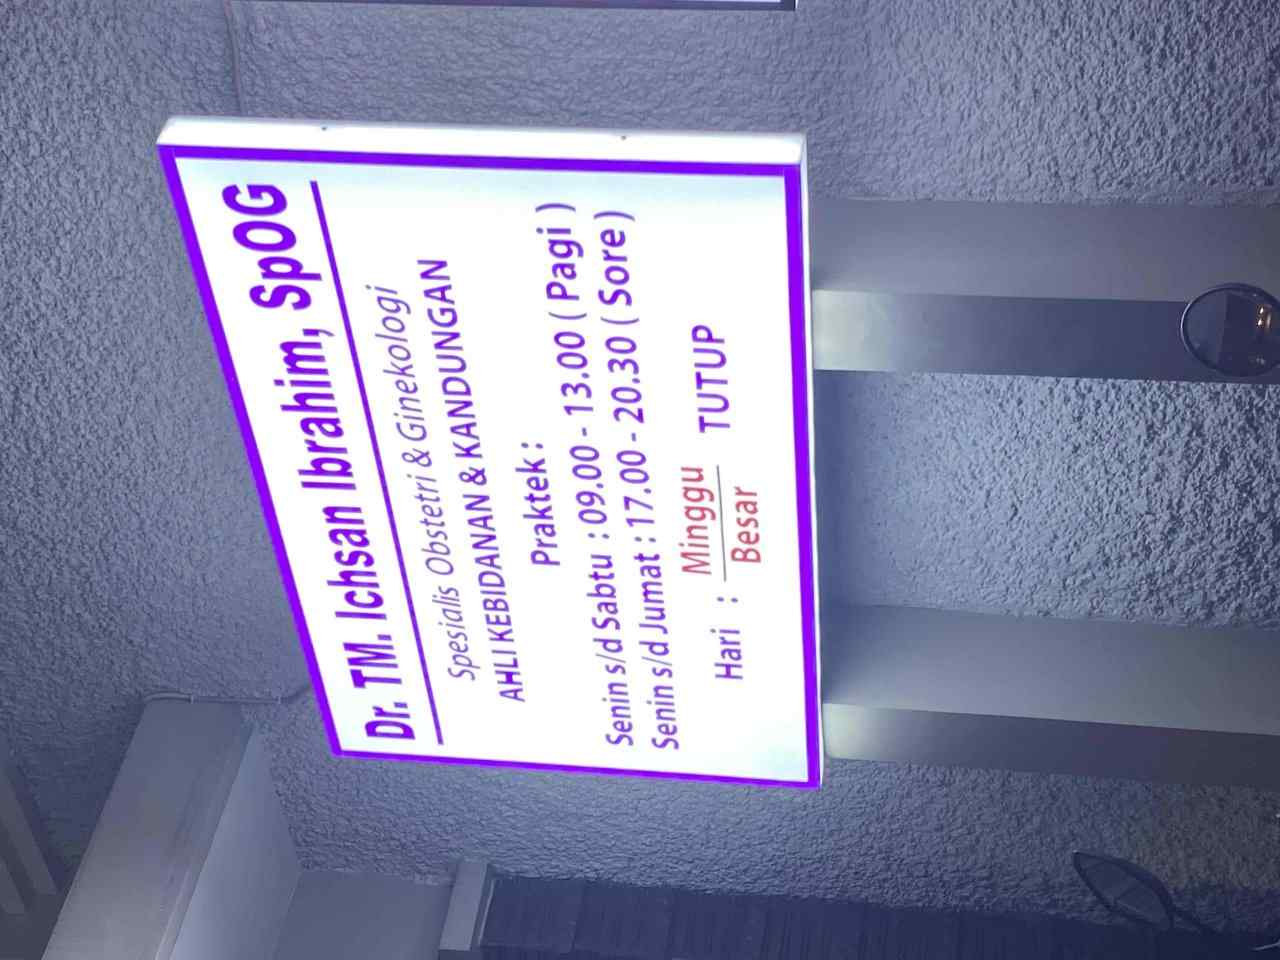 Dr. TM. Ichsan Ibrahim, SpOG
Spesialis Obstetri & Ginekologi
AHLI KEBIDANAN & KANDUNGAN
Praktek :
Senin s/d Sabtu : 09.00 - 13.00 ( Pagi )
Senin s/d Jumat : 17.00 - 20.30 ( Sore )
Hari : Minggu TUTUP
Besar